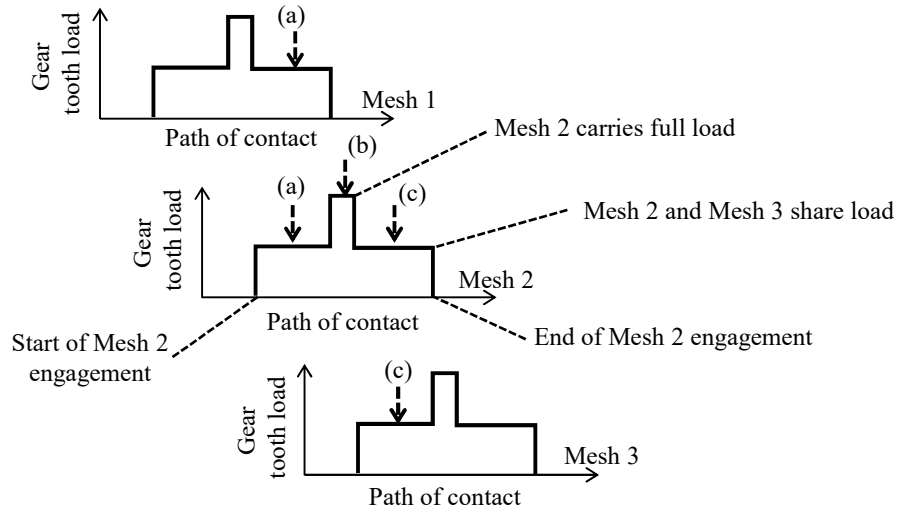 (a)
Gear
tooth load
Mesh 1
Path of contact
Mesh 2 carries full load
(b)
(a)
(c)
Mesh 2 and Mesh 3 share load
Gear
tooth load
Mesh 2
Path of contact
Start of Mesh 2
engagement
End of Mesh 2 engagement
(c)
Gear
tooth load
Mesh 3
Path of contact